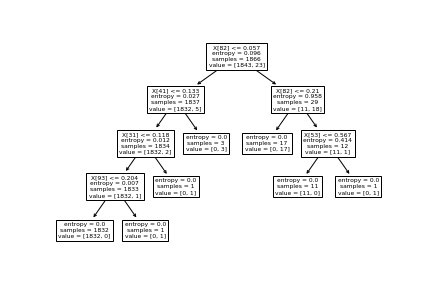 X[82] <= 0.057
entropy = 0.096
samples = 1866
value = [1843, 23]
X[41] <= 0.133
entropy = 0.027
samples = 1837
value = [1832, 5]
X[82] <= 0.21
entropy = 0.958
samples = 29
value = [11, 18]
X[31] <= 0.118
entropy = 0.012
samples = 1834
value = [1832, 2]
entropy = 0.0
samples = 3
value = [0, 3]
entropy = 0.0
samples = 17
value = [0, 17]
X[53] <= 0.567
entropy = 0.414
samples = 12
value = [11, 1]
X[93] <= 0.204
entropy = 0.007
samples = 1833
value = [1832, 1]
entropy = 0.0
samples = 1
value = [0, 1]
entropy = 0.0
samples = 11
value = [11, 0]
entropy = 0.0
samples = 1
value = [0, 1]
entropy = 0.0
samples = 1832
value = [1832, 0]
entropy = 0.0
samples = 1
value = [0, 1]